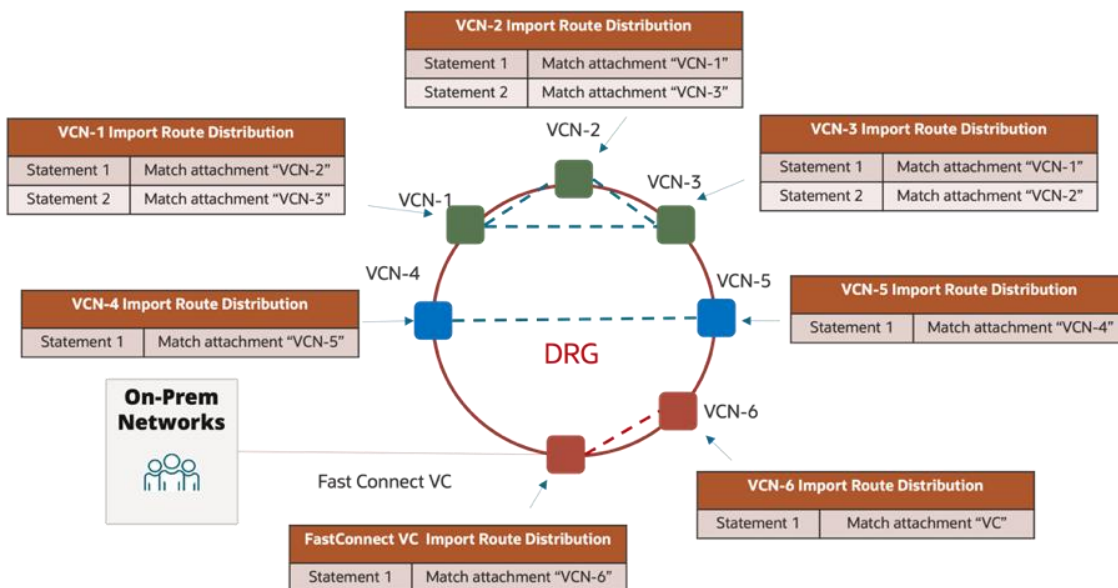 VCN-2 Import Route Distribution
Statement 1 Match attachment “VCN-1”
Statement 2 Match attachment “VCN-3”
VCN-2
VCN-1 Import Route Distribution
Statement 1 Match attachment “VCN-2”
Statement 2 Match attachment “VCN-3”
VCN-3 Import Route Distribution
Statement 1 Match attachment “VCN-1”
Statement 2 Match attachment “VCN-2”
VCN-3
VCN-1
VCN-4
VCN-5
VCN-4 Import Route Distribution
Statement 1 Match attachment “VCN-5”
VCN-5 Import Route Distribution
Statement 1 Match attachment “VCN-4”
DRG
On-Prem
Networks
VCN-6
Fast Connect VC
VCN-6 Import Route Distribution
Statement 1 Match attachment “VC”
FastConnect VC Import Route Distribution
Statement 1 Match attachment “VCN-6”